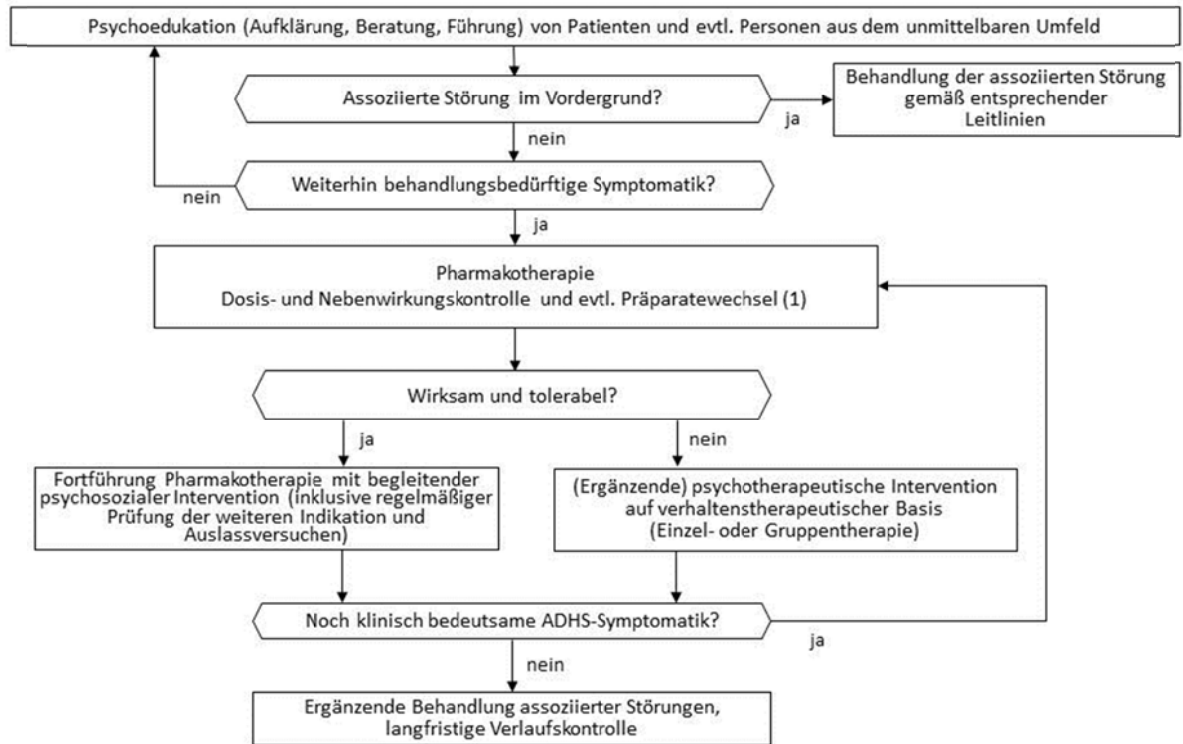 Psychoedukation (Aufklärung, Beratung, Führung) von Patienten und evtl. Personen aus dem unmittelbaren Umfeld
Assoziierte Störung im Vordergrund?
ja
Behandlung der assoziierten Störung
gemäß entsprechender
Leitlinien
nein
Weiterhin behandlungsbedürftige Symptomatik?
nein
ja
Pharmakotherapie
Dosis- und Nebenwirkungskontrolle und evtl. Präparatewechsel (1)
Wirksam und tolerabel?
ja
nein
Fortführung Pharmakotherapie mit begleitender
psychosozialer Intervention (inklusive regelmäßiger
Prüfung der weiteren Indikation und
Auslassversuchen)
(Ergänzende) psychotherapeutische Intervention
auf verhaltenstherapeutischer Basis
(Einzel- oder Gruppentherapie)
Noch klinisch bedeutsame ADHS-Symptomatik?
ja
nein
Ergänzende Behandlung assoziierter Störungen,
langfristige Verlaufskontrolle